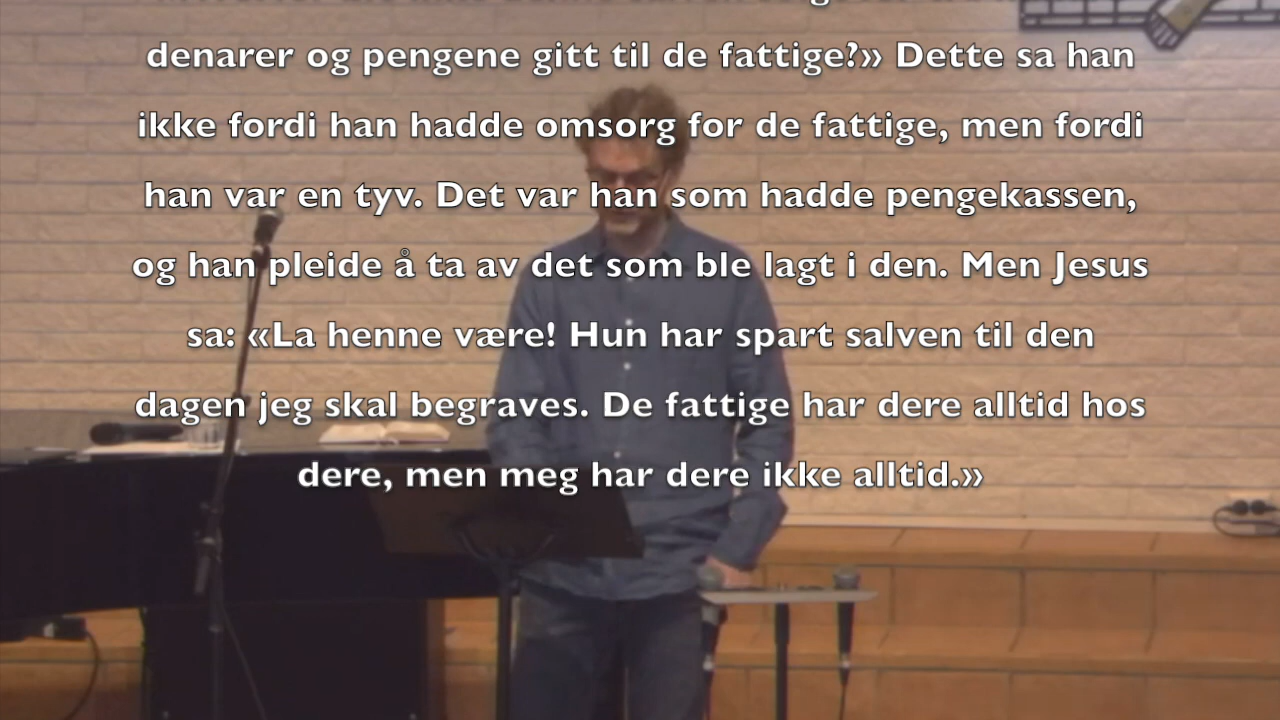 denarer og pengene gitt til de fattige?» Dette sa han
ikke fordi han hadde omsorg for de fattige, men fordi
han var en tyv. Det var han som hadde pengekassen,
og han pleide å ta av det som ble lagt i den. Men Jesus
sa: «La henne være! Hun har spart salven til den
dagen jeg skal begraves. De fattige har dere alltid hos
dere, men meg har dere ikke alltid.»